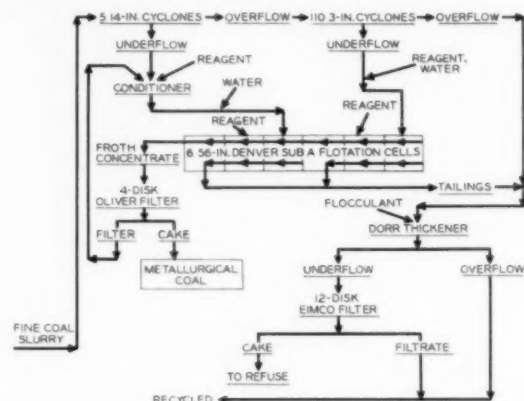 5 14-IN. CYCLONES OVERFLOW 110 3-IN. CYCLONES OVERFLOW
UNDERFLOW UNDERFLOW
REAGENT REAGENT, WATER
CONDITIONER WATER
REAGENT REAGENT
FROTH CONCENTRATE 6 56-IN. DENVER SUB A FLOTATION CELLS
4-DISK OLIVER FILTER TAILINGS
FLOCCULANT
FILTER CAKE DORR THICKENER
METALLURGICAL COAL UNDERFLOW OVERFLOW
12-DISK EIMCO FILTER
FINE COAL SLURRY
CAKE FILTRATE
TO REFUSE
RECYCLED